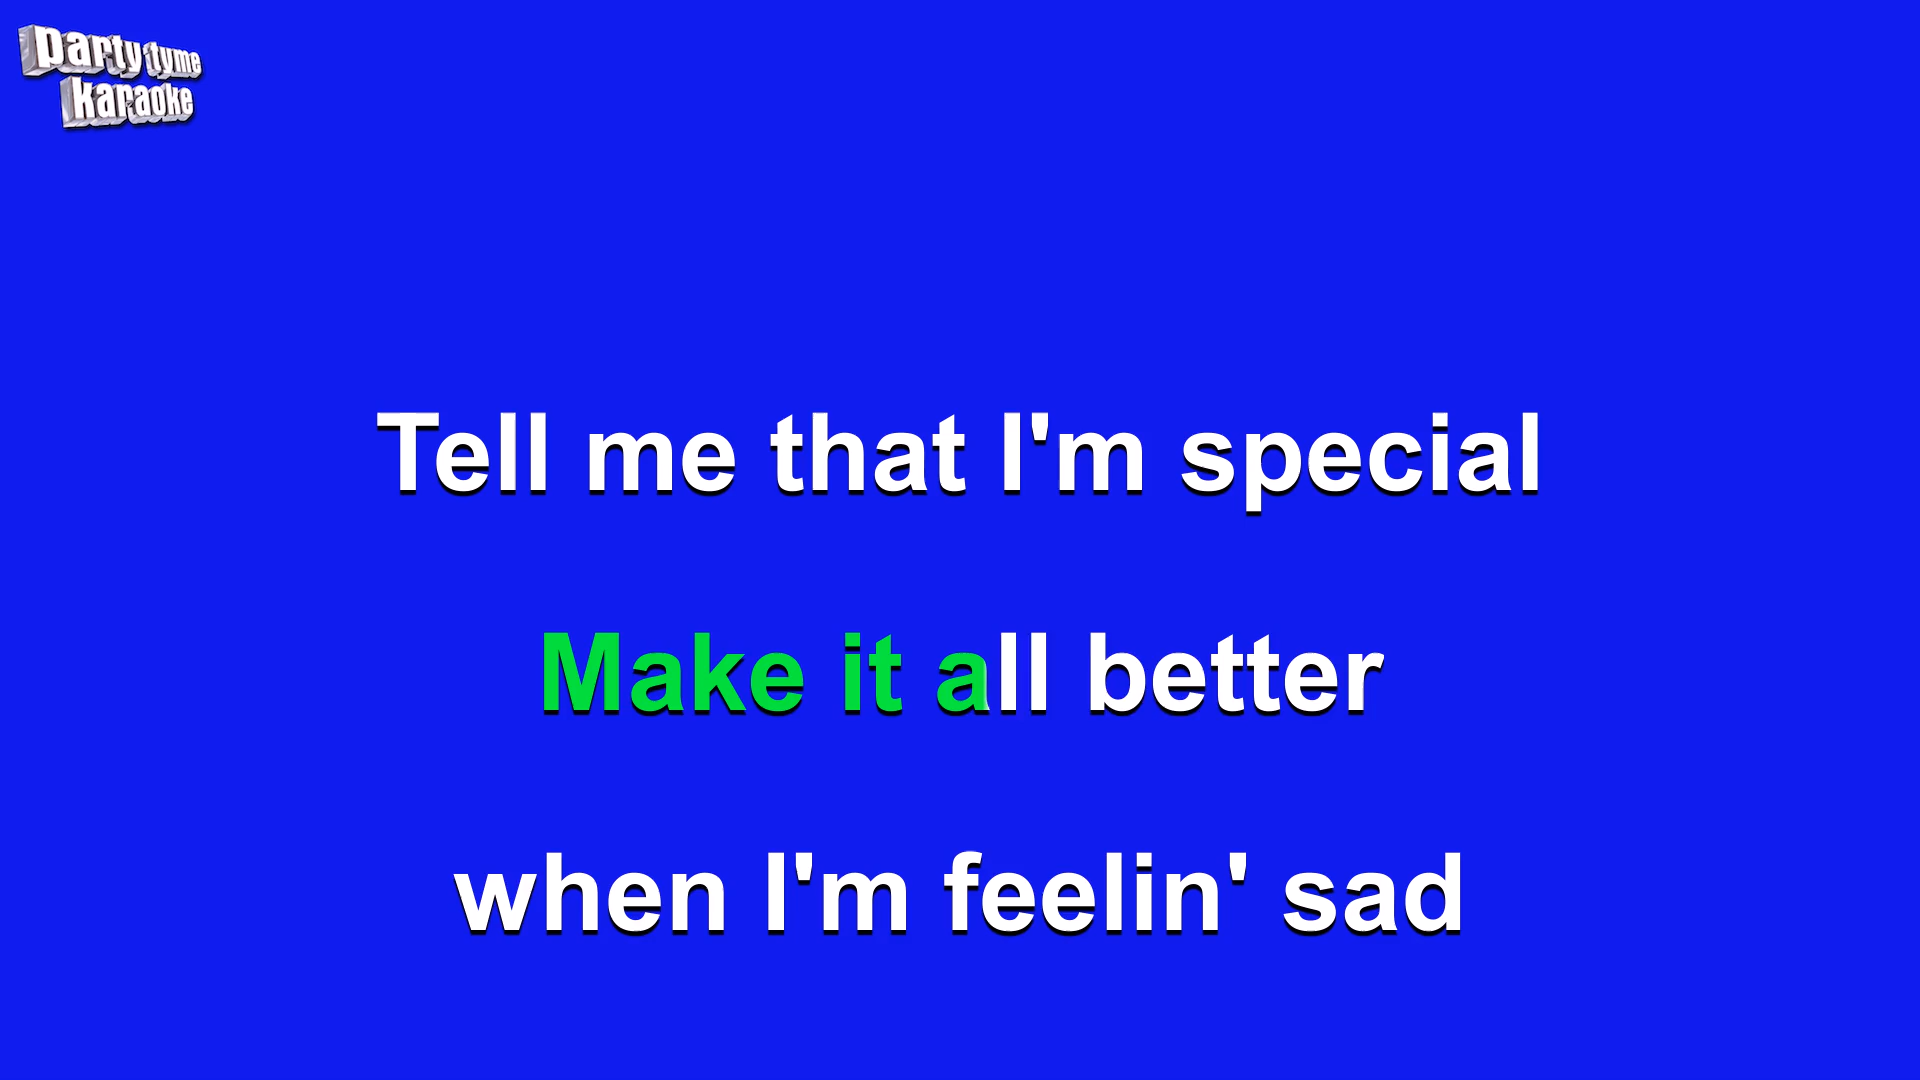 party tyme
karaoke
Tell me that I'm special
Make it all better
when I'm feelin' sad